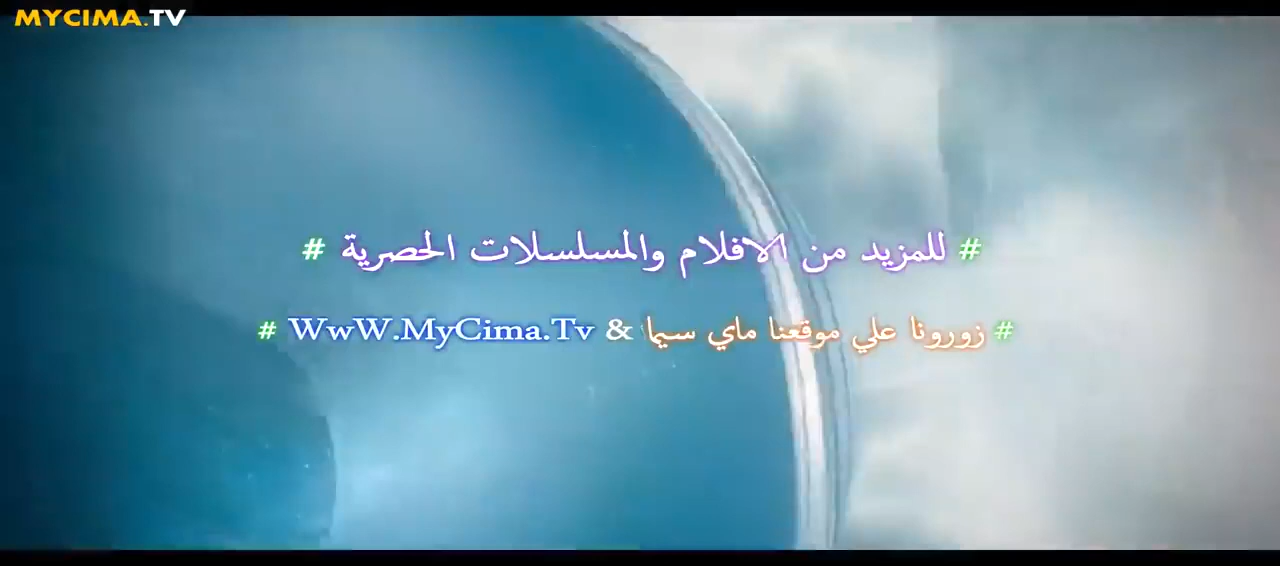 MYCIMA.TV
# للمزيد من الافلام والمسلسلات الحصرية #
# زورونا علي موقعنا ماي سيما & WwW.MyCima.Tv #